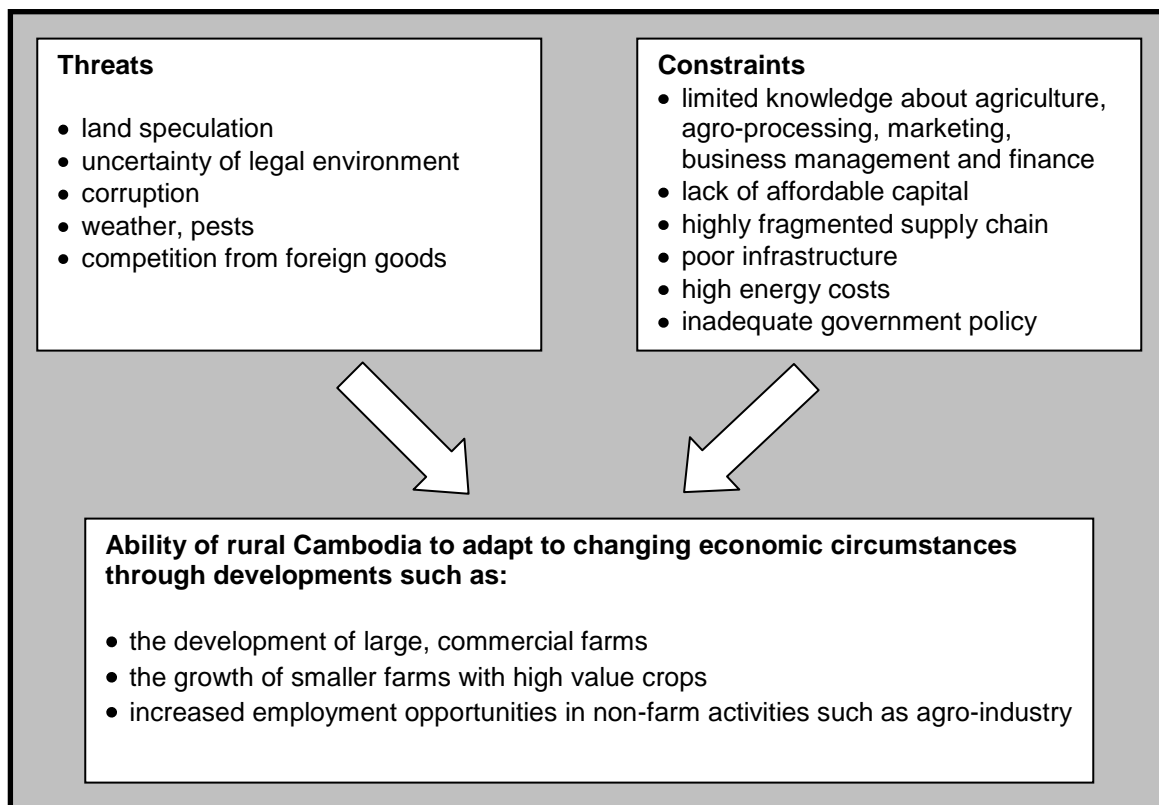 Threats
• land speculation
• uncertainty of legal environment
• corruption
• weather, pests
• competition from foreign goods
Constraints
• limited knowledge about agriculture,
agro-processing, marketing,
business management and finance
• lack of affordable capital
• highly fragmented supply chain
• poor infrastructure
• high energy costs
• inadequate government policy
Ability of rural Cambodia to adapt to changing economic circumstances
through developments such as:
• the development of large, commercial farms
• the growth of smaller farms with high value crops
• increased employment opportunities in non-farm activities such as agro-industry